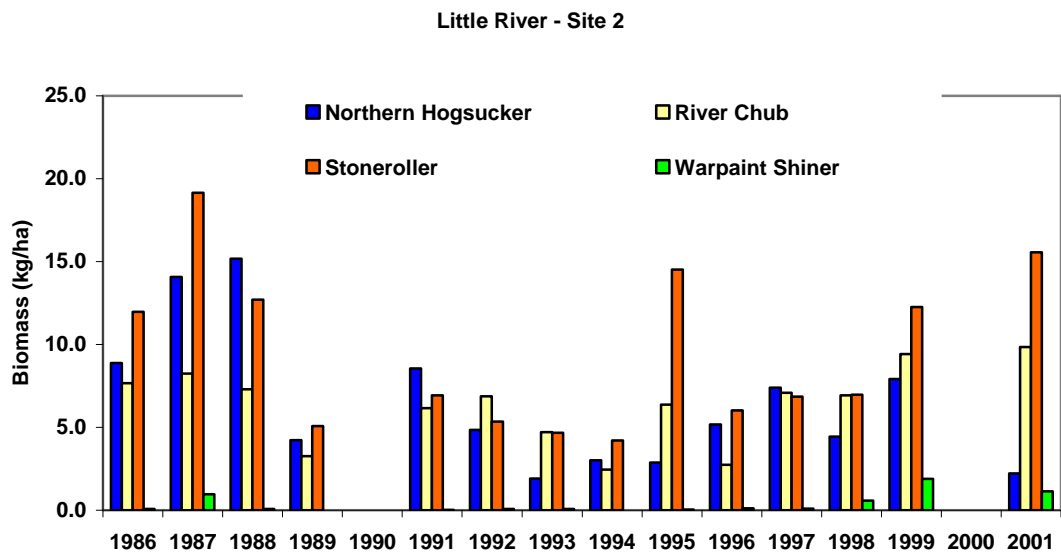 Little River - Site 2
Northern Hogsucker River Chub
Stoneroller Warpaint Shiner
Biomass (kg/ha)
25.0
20.0
15.0
10.0
5.0
0.0
1986 1987 1988 1989 1990 1991 1992 1993 1994 1995 1996 1997 1998 1999 2000 2001